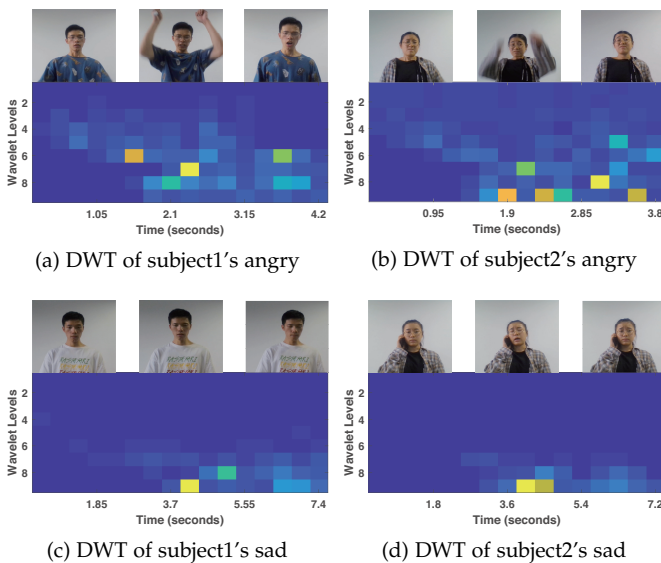 Wavelet Levels
2
4
6
8
1.05 2.1 3.15 4.2
Time (seconds)
(a) DWT of subject1's angry
Wavelet Levels
2
4
6
8
0.95 1.9 2.85 3.8
Time (seconds)
(b) DWT of subject2's angry
Wavelet Levels
2
4
6
8
1.85 3.7 5.55 7.4
Time (seconds)
(c) DWT of subject1's sad
Wavelet Levels
2
4
6
8
1.8 3.6 5.4 7.2
Time (seconds)
(d) DWT of subject2's sad